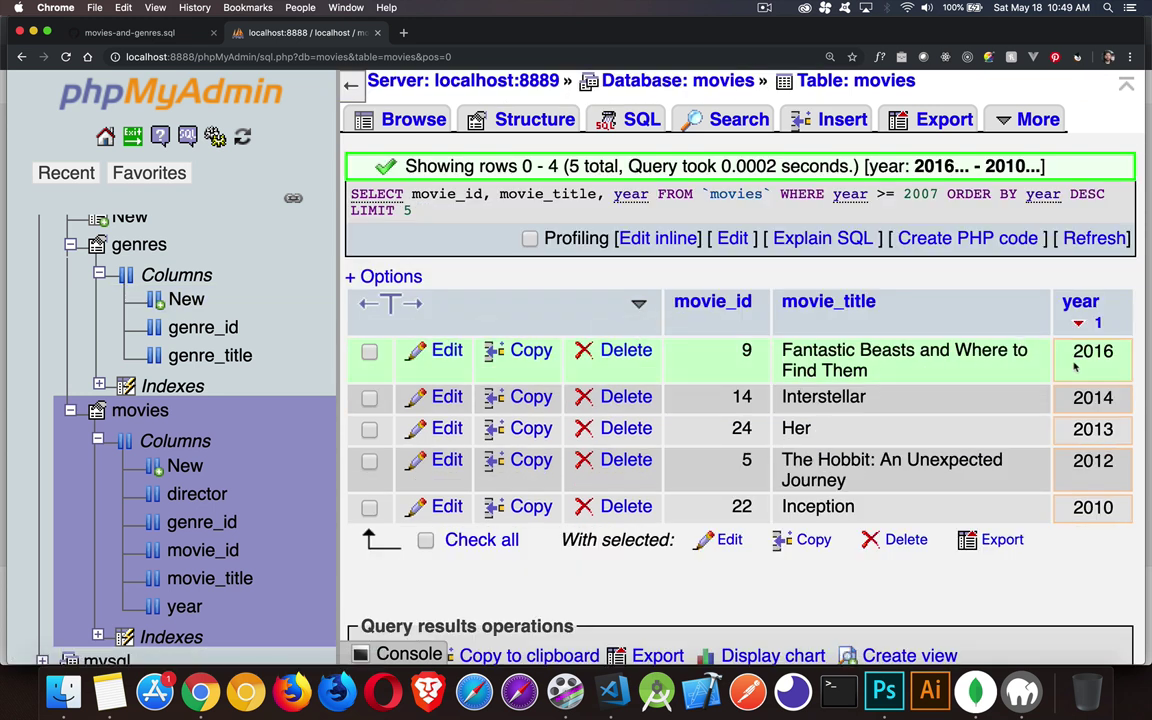 Chrome File Edit View History Bookmarks People Window Help 100% Sat May 18 10:49 AM
movies-and-genres.sql localhost:8888 / localhost / mo
localhost:8888/phpMyAdmin/sql.php?db=movies&table=movies&pos=0
phpMyAdmin
Recent Favorites
New
genres
Columns
New
genre_id
genre_title
Indexes
movies
Columns
New
director
genre_id
movie_id
movie_title
year
Indexes
mysql
Server: localhost:8889 » Database: movies » Table: movies
Browse Structure SQL Search Insert Export More
Showing rows 0 - 4 (5 total, Query took 0.0002 seconds.) [year: 2016... - 2010...]
SELECT movie_id, movie_title, year FROM `movies` WHERE year >= 2007 ORDER BY year DESC
LIMIT 5
Profiling [Edit inline] [ Edit ] [ Explain SQL ] [ Create PHP code ] [ Refresh]
+ Options
←T→ movie_id movie_title year
1
Edit Copy Delete 9 Fantastic Beasts and Where to 2016
Find Them
Edit Copy Delete 14 Interstellar 2014
Edit Copy Delete 24 Her 2013
Edit Copy Delete 5 The Hobbit: An Unexpected 2012
Journey
Edit Copy Delete 22 Inception 2010
Check all With selected: Edit Copy Delete Export
Query results operations
Console Copy to clipboard Export Display chart Create view